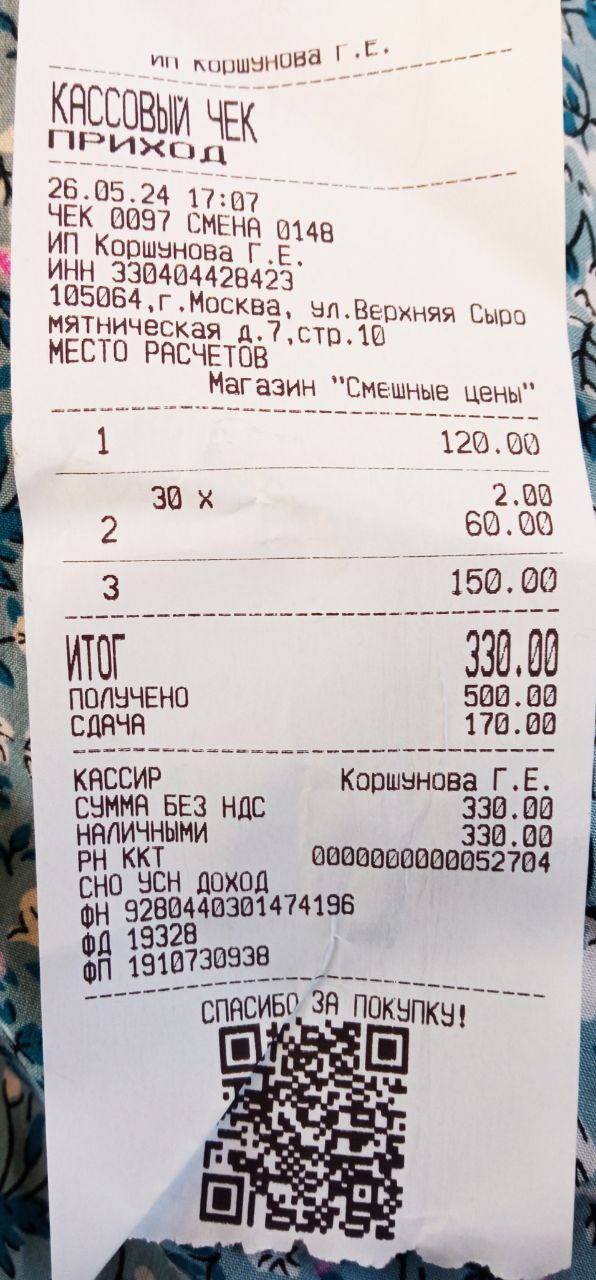 ИП Коршунова Г.Е.
КАССОВЫЙ ЧЕК
ПРИХОД
26.05.24 17:07
ЧЕК 0097 СМЕНА 0148
ИП Коршунова Г.Е.
ИНН 330404428423
105064,г.Москва, ул.Верхняя Сыро
мятническая д.7,стр.10
МЕСТО РАСЧЕТОВ
Магазин "Смешные цены"
1 120.00
30 X 2.00
2 60.00
3 150.00
ИТОГ 330.00
ПОЛУЧЕНО 500.00
СДАЧА 170.00
КАССИР Коршунова Г.Е.
СУММА БЕЗ НДС 330.00
НАЛИЧНЫМИ 330.00
РН ККТ 0000000000052704
СНО УСН ДОХОД
ФН 9280440301474196
ФД 19328
ФП 1910730938
СПАСИБО ЗА ПОКУПКУ!